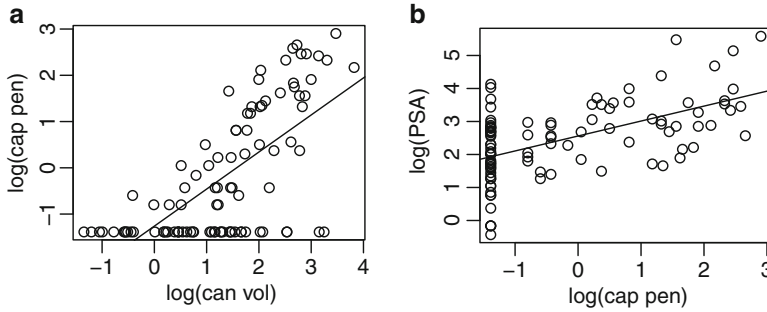 a
b
log(cap pen)
3
2
1
0
−1
−1 0 1 2 3 4
log(can vol)
log(PSA)
5
4
3
2
1
0
−1 0 1 2 3
log(cap pen)